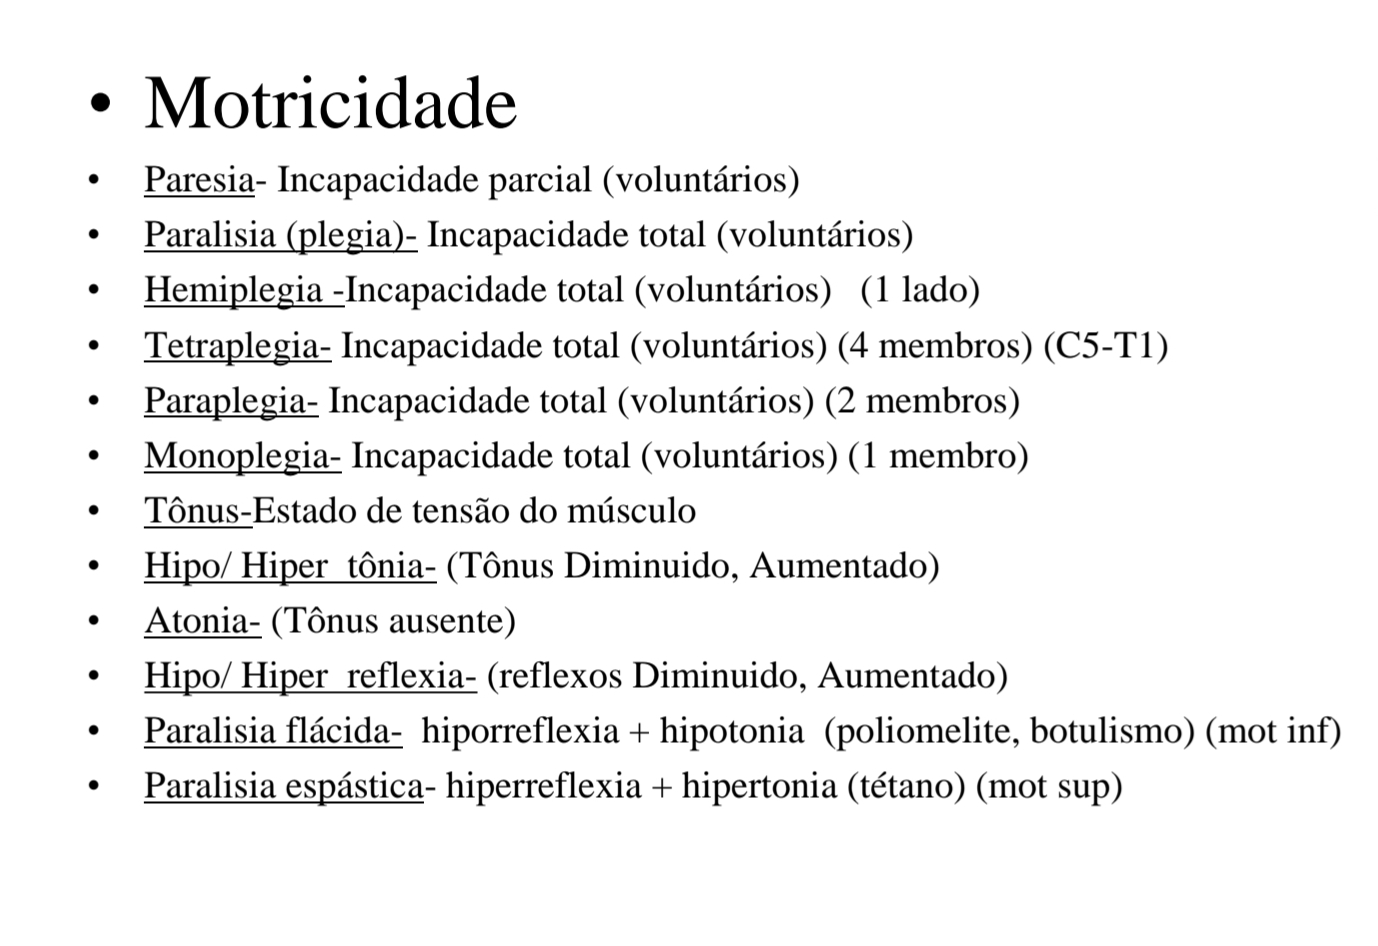 • Motricidade
• Paresia- Incapacidade parcial (voluntários)
• Paralisia (plegia)- Incapacidade total (voluntários)
• Hemiplegia -Incapacidade total (voluntários) (1 lado)
• Tetraplegia- Incapacidade total (voluntários) (4 membros) (C5-T1)
• Paraplegia- Incapacidade total (voluntários) (2 membros)
• Monoplegia- Incapacidade total (voluntários) (1 membro)
• Tônus-Estado de tensão do músculo
• Hipo/ Hiper tônia- (Tônus Diminuido, Aumentado)
• Atonia- (Tônus ausente)
• Hipo/ Hiper reflexia- (reflexos Diminuido, Aumentado)
• Paralisia flácida- hiporreflexia + hipotonia (poliomelite, botulismo) (mot inf)
• Paralisia espástica- hiperreflexia + hipertonia (tétano) (mot sup)